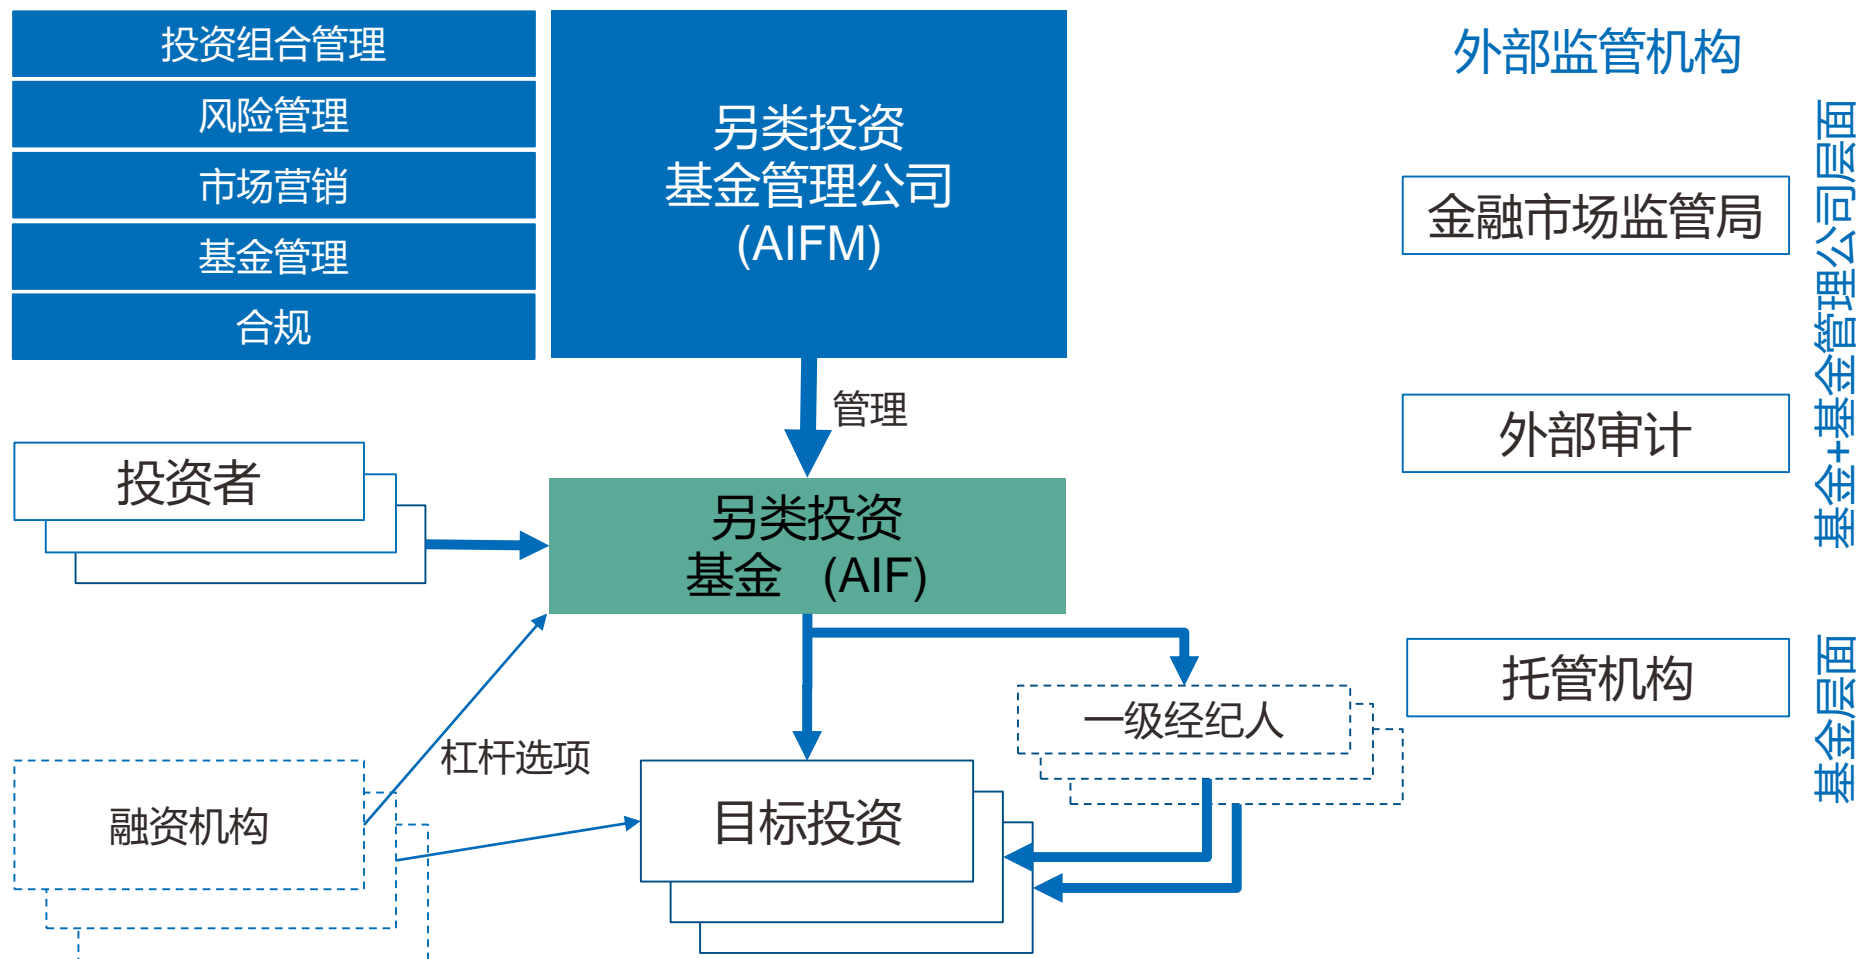 投资组合管理
风险管理
市场营销
基金管理
合规
另类投资
基金管理公司
(AIFM)
管理
投资者
另类投资
基金 (AIF)
杠杆选项
融资机构
目标投资
一级经纪人
外部监管机构
金融市场监管局
外部审计
托管机构
基金+基金管理公司层面
基金层面